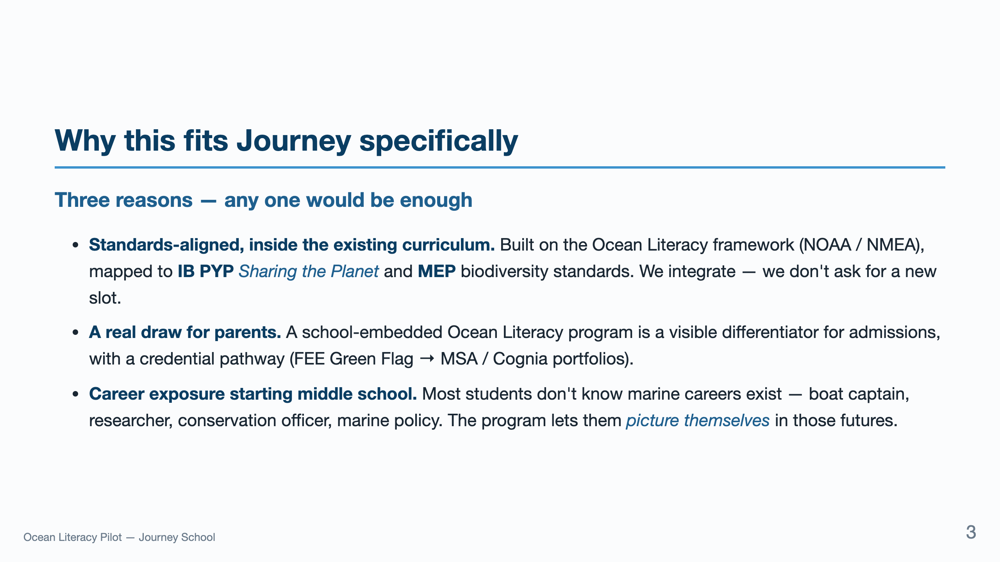 Why this fits Journey specifically
Three reasons — any one would be enough
• Standards-aligned, inside the existing curriculum. Built on the Ocean Literacy framework (NOAA / NMEA),
mapped to IB PYP Sharing the Planet and MEP biodiversity standards. We integrate — we don't ask for a new
slot.
• A real draw for parents. A school-embedded Ocean Literacy program is a visible differentiator for admissions,
with a credential pathway (FEE Green Flag → MSA / Cognia portfolios).
• Career exposure starting middle school. Most students don't know marine careers exist — boat captain,
researcher, conservation officer, marine policy. The program lets them picture themselves in those futures.
Ocean Literacy Pilot — Journey School
3